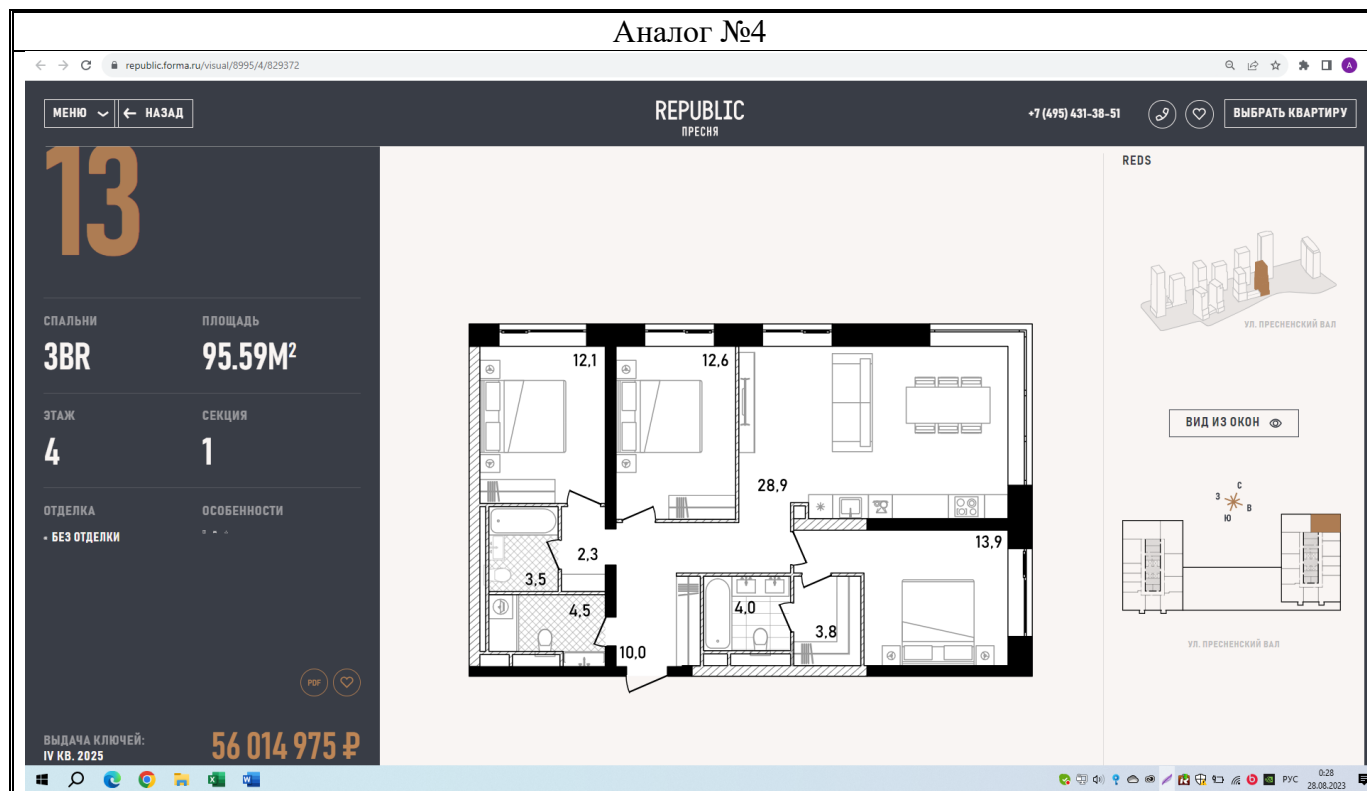 Аналог №4
republic.forma.ru/visual/8995/4/829372
МЕНЮ
НАЗАД
REPUBLIC
ПРЕСНЯ
+7 (495) 431-38-51
ВЫБРАТЬ КВАРТИРУ
13
СПАЛЬНИ
ПЛОЩАДЬ
3BR
95.59М²
ЭТАЖ
СЕКЦИЯ
4
1
ОТДЕЛКА
ОСОБЕННОСТИ
• БЕЗ ОТДЕЛКИ
PDF
ВЫДАЧА КЛЮЧЕЙ:
IV КВ. 2025
56 014 975 ₽
12,1
12,6
28,9
13,9
2,3
3,5
4,5
4,0
3,8
10,0
REDS
УЛ. ПРЕСНЕНСКИЙ ВАЛ
ВИД ИЗ ОКОН
С
З
В
Ю
УЛ. ПРЕСНЕНСКИЙ ВАЛ
РУС
0:28
28.08.2023